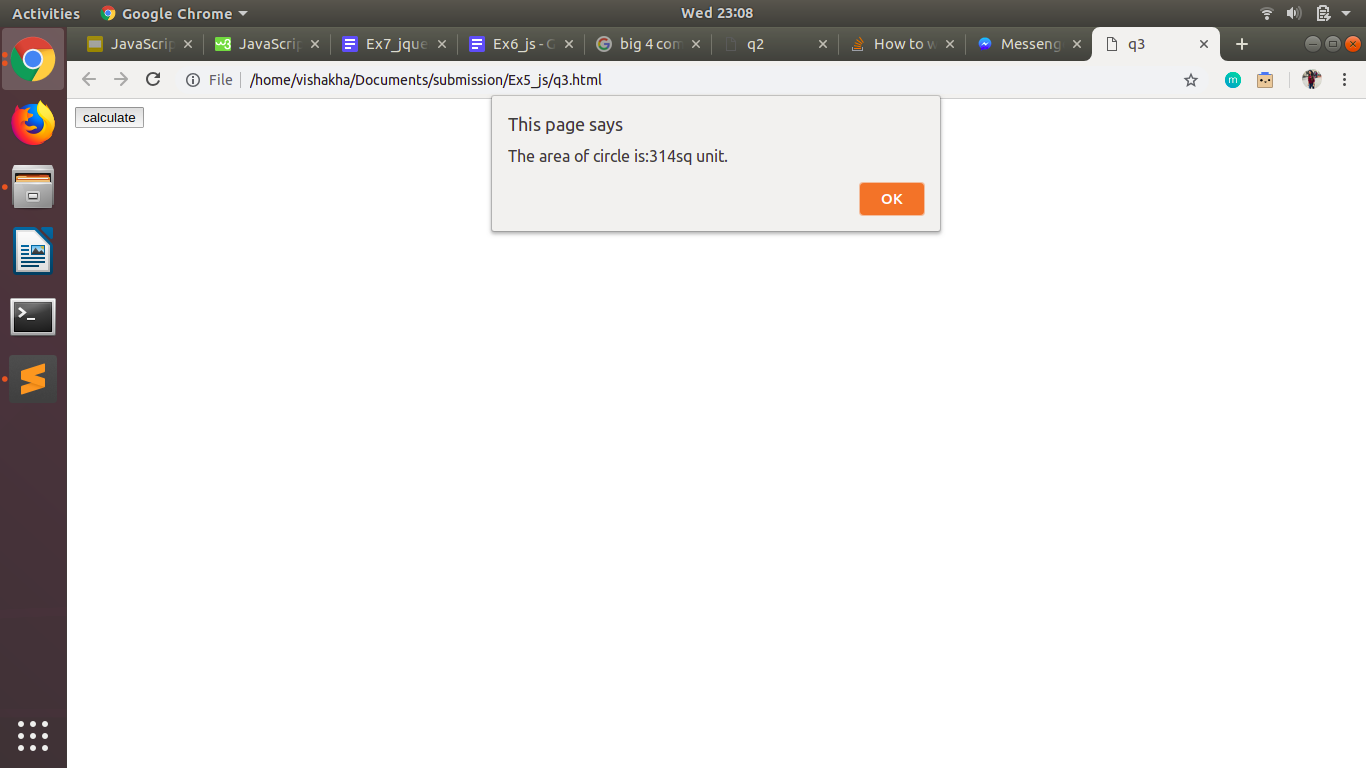 Activities Google Chrome Wed 23:08
JavaScrip JavaScrip Ex7_jque Ex6_js - G big 4 com q2 How to w Messeng q3
File /home/vishakha/Documents/submission/Ex5_js/q3.html
calculate
This page says
The area of circle is:314sq unit.
OK